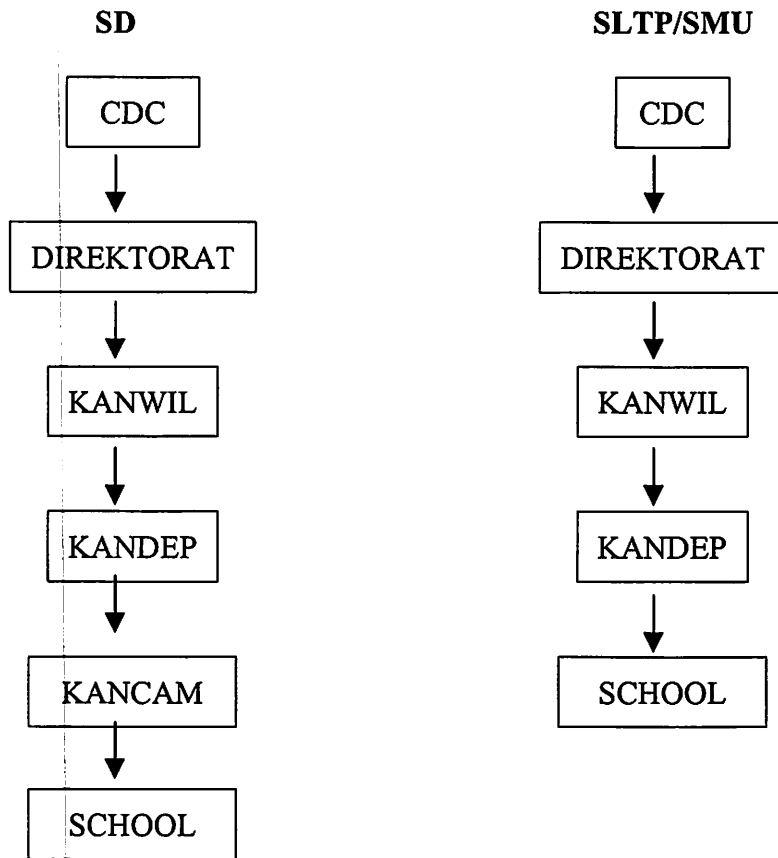 SD
CDC
DIREKTORAT
KANWIL
KANDEP
KANCAM
SCHOOL
SLTP/SMU
CDC
DIREKTORAT
KANWIL
KANDEP
SCHOOL